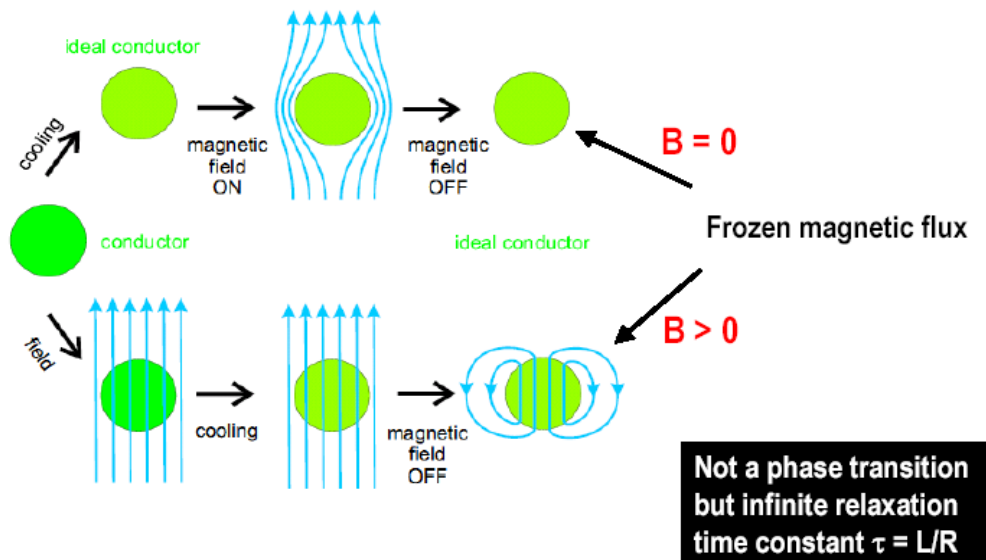 ideal conductor
cooling
magnetic
field
ON
magnetic
field
OFF
B = 0
conductor
ideal conductor
Frozen magnetic flux
field
B > 0
cooling
magnetic
field
OFF
Not a phase transition
but infinite relaxation
time constant τ = L/R